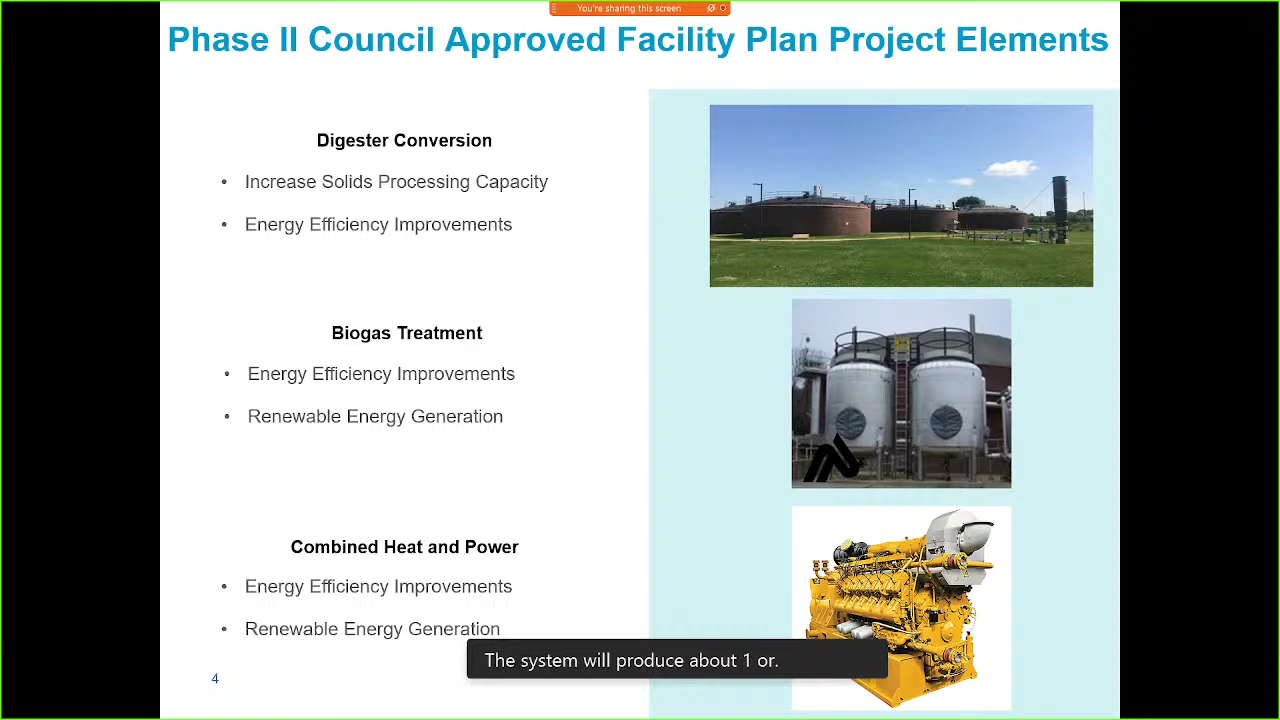 You're sharing this screen
Phase II Council Approved Facility Plan Project Elements
Digester Conversion
• Increase Solids Processing Capacity
• Energy Efficiency Improvements
Biogas Treatment
• Energy Efficiency Improvements
• Renewable Energy Generation
Combined Heat and Power
• Energy Efficiency Improvements
• Renewable Energy Generation
The system will produce about 1 or.
4